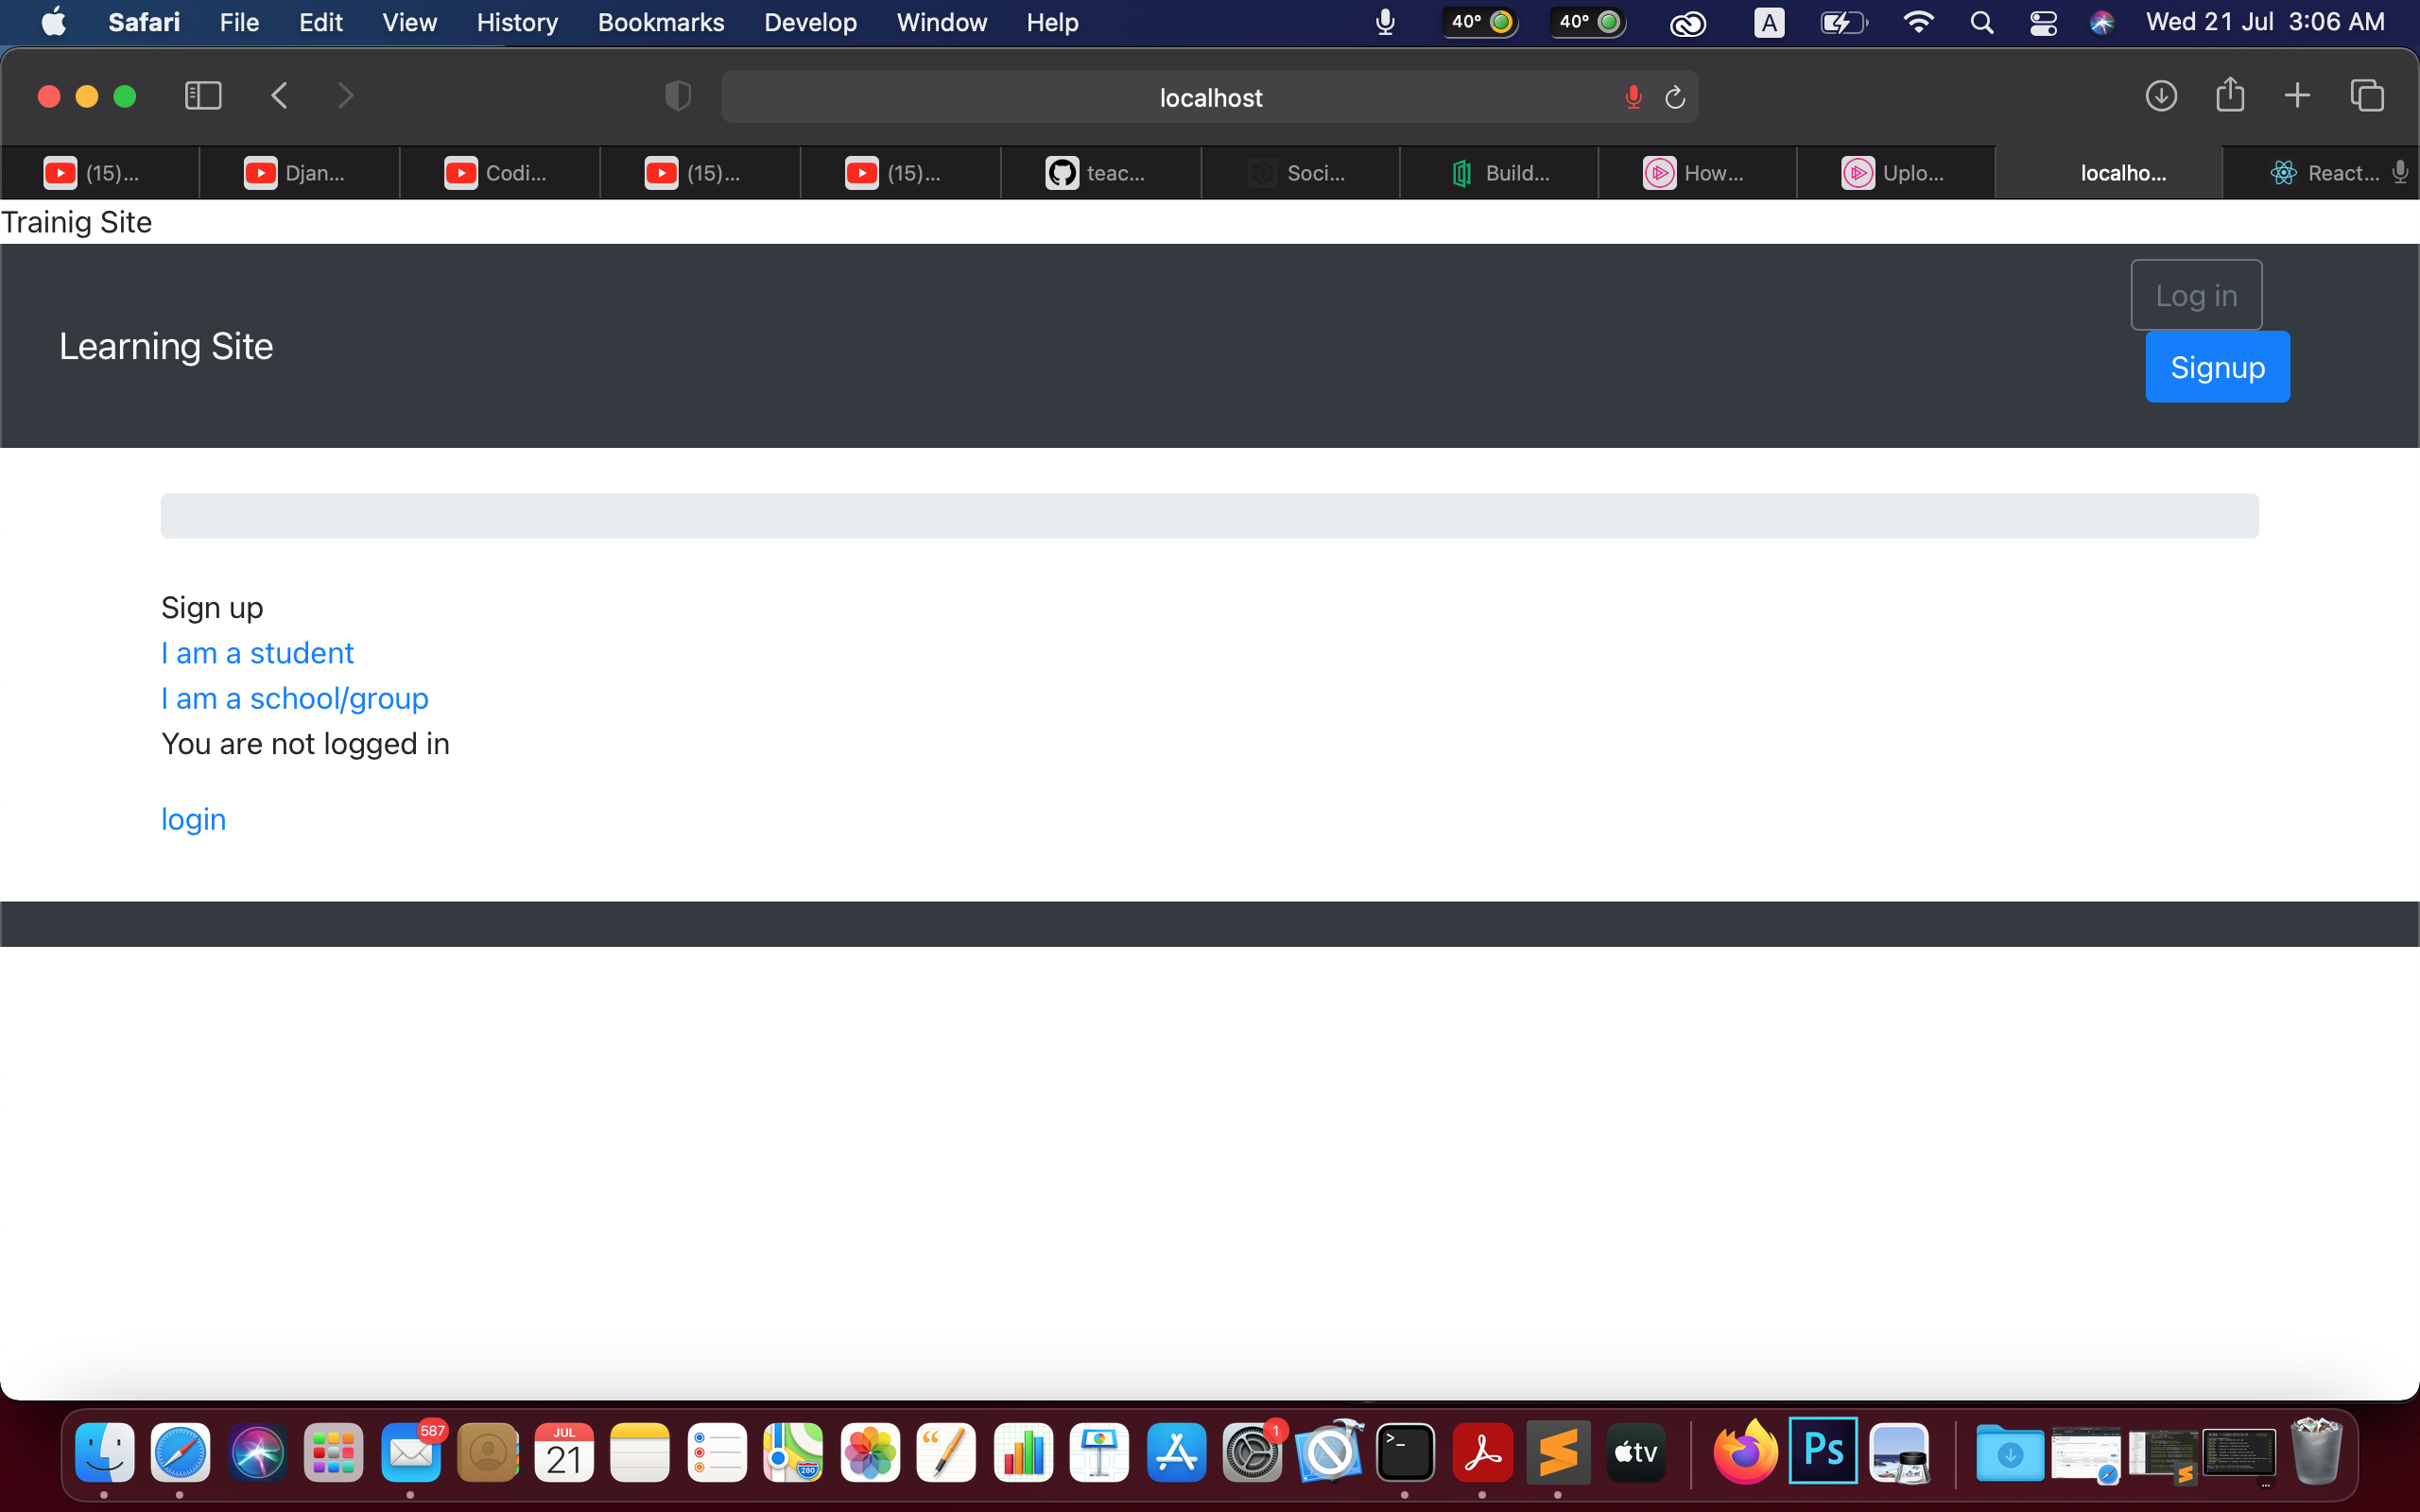 Safari File Edit View History Bookmarks Develop Window Help 40° 40° A Wed 21 Jul 3:06 AM
localhost
(15)... Djan... Codi... (15)... (15)... teac... Soci... Build... How... Uplo... localho... React...
Trainig Site
Log in
Learning Site
Signup
Sign up
I am a student
I am a school/group
You are not logged in
login
587 JUL 21 280 1 >_ tv Ps